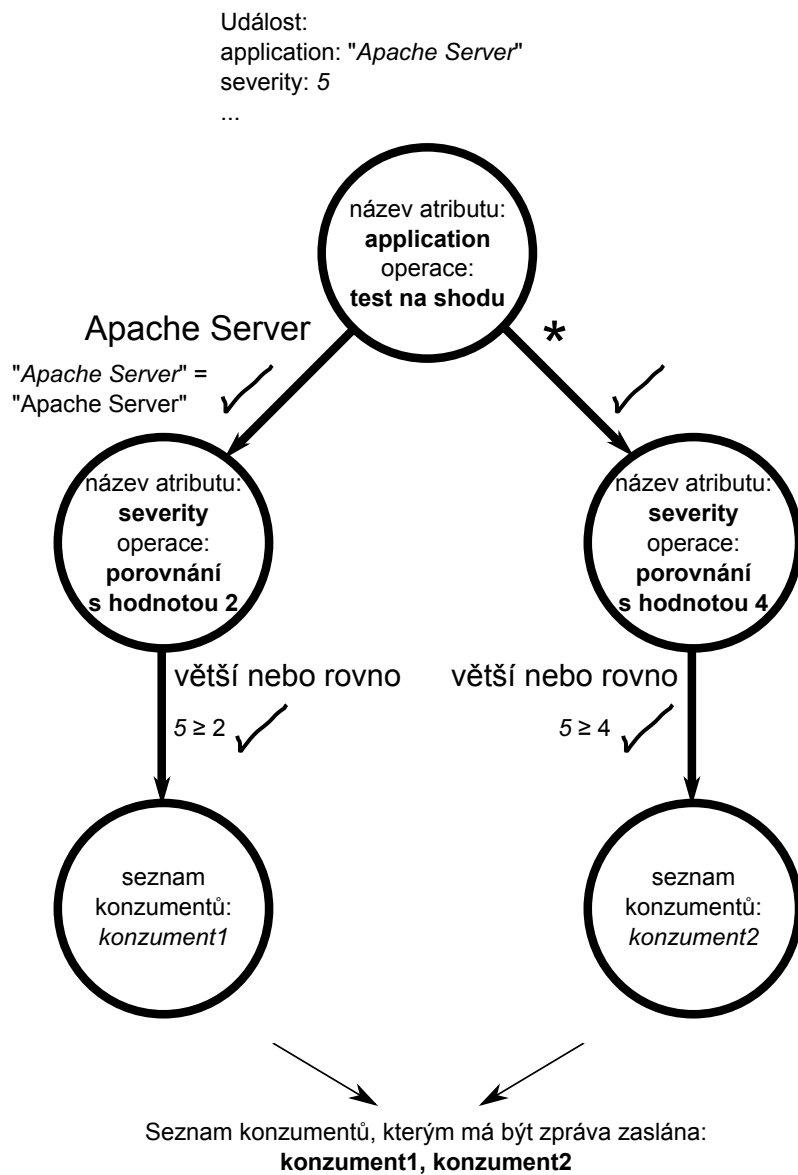 Událost:
application: "Apache Server"
severity: 5
...
název atributu:
application
operace:
test na shodu
Apache Server
*
"Apache Server" =
"Apache Server"
název atributu:
severity
operace:
porovnání
s hodnotou 2
název atributu:
severity
operace:
porovnání
s hodnotou 4
větší nebo rovno
větší nebo rovno
5 ≥ 2
5 ≥ 4
seznam
konzumentů:
konzument1
seznam
konzumentů:
konzument2
Seznam konzumentů, kterým má být zpráva zaslána:
konzument1, konzument2